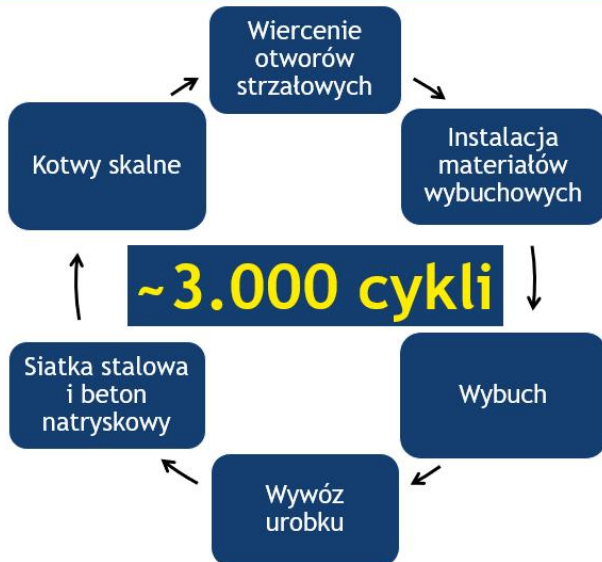 Wiercenie
otworów
strzałowych
Instalacja
materiałów
wybuchowych
Wybuch
Wywóz
urobku
Siatka stalowa
i beton
natryskowy
Kotwy skalne
~3.000 cykli